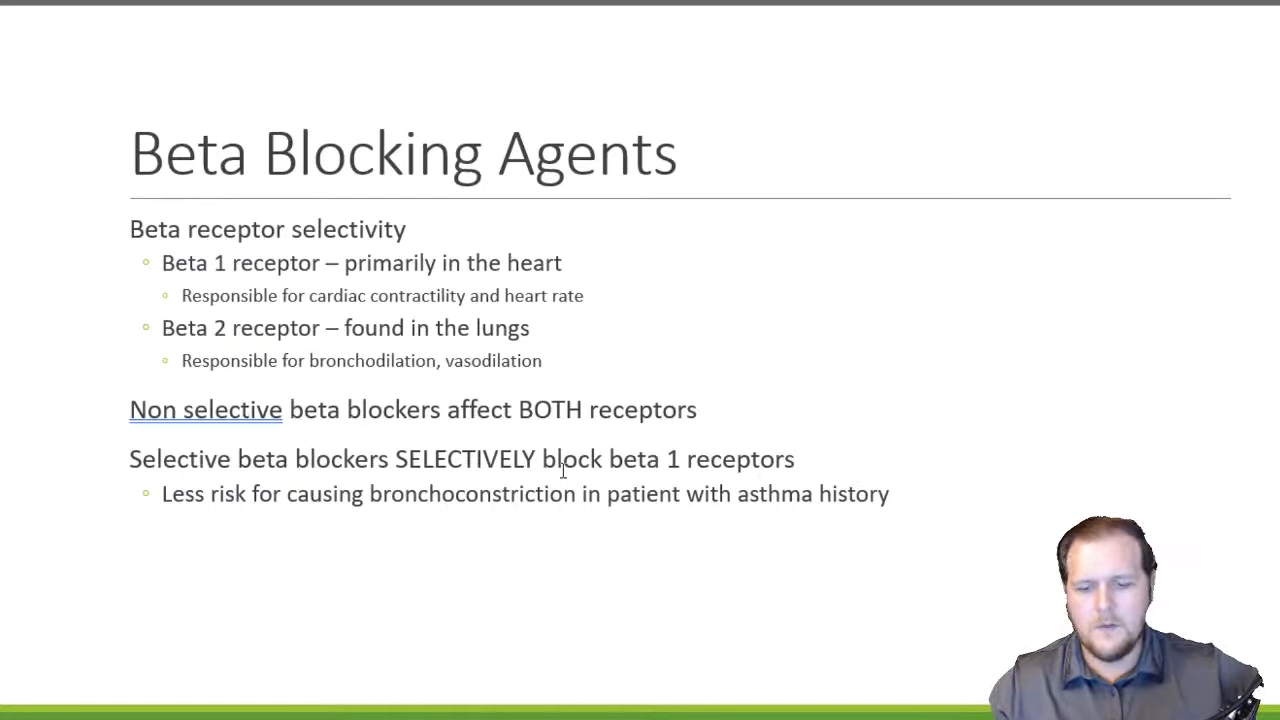 Beta Blocking Agents
Beta receptor selectivity
Beta 1 receptor – primarily in the heart
Responsible for cardiac contractility and heart rate
Beta 2 receptor – found in the lungs
Responsible for bronchodilation, vasodilation
Non selective beta blockers affect BOTH receptors
Selective beta blockers SELECTIVELY block beta 1 receptors
Less risk for causing bronchoconstriction in patient with asthma history